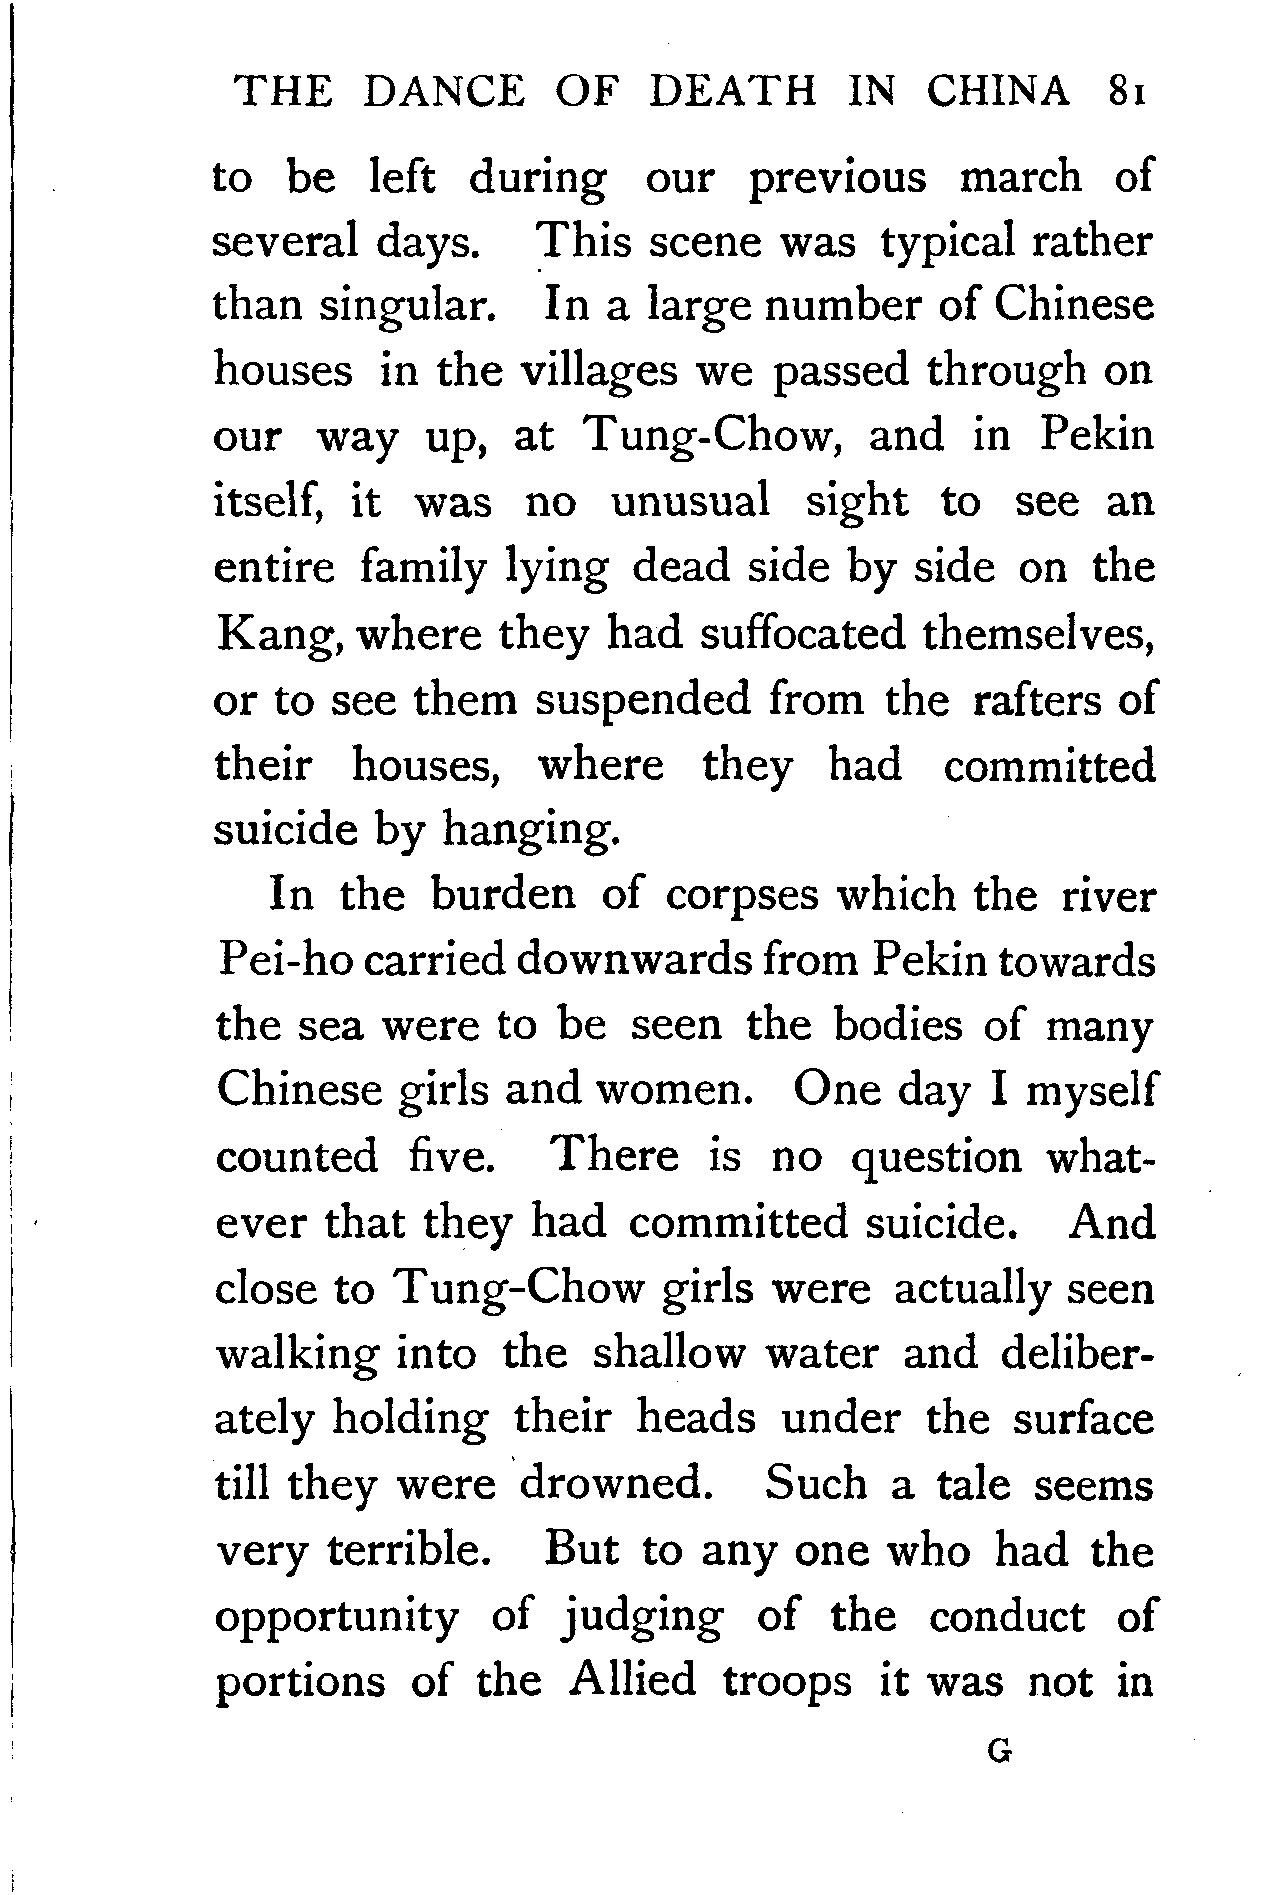 THE DANCE OF DEATH IN CHINA 81
to be left during our previous march of
several days. This scene was typical rather
than singular. In a large number of Chinese
houses in the villages we passed through on
our way up, at Tung-Chow, and in Pekin
itself, it was no unusual sight to see an
entire family lying dead side by side on the
Kang, where they had suffocated themselves,
or to see them suspended from the rafters of
their houses, where they had committed
suicide by hanging.
In the burden of corpses which the river
Pei-ho carried downwards from Pekin towards
the sea were to be seen the bodies of many
Chinese girls and women. One day I myself
counted five. There is no question what-
ever that they had committed suicide. And
close to Tung-Chow girls were actually seen
walking into the shallow water and deliber-
ately holding their heads under the surface
till they were drowned. Such a tale seems
very terrible. But to any one who had the
opportunity of judging of the conduct of
portions of the Allied troops it was not in
G